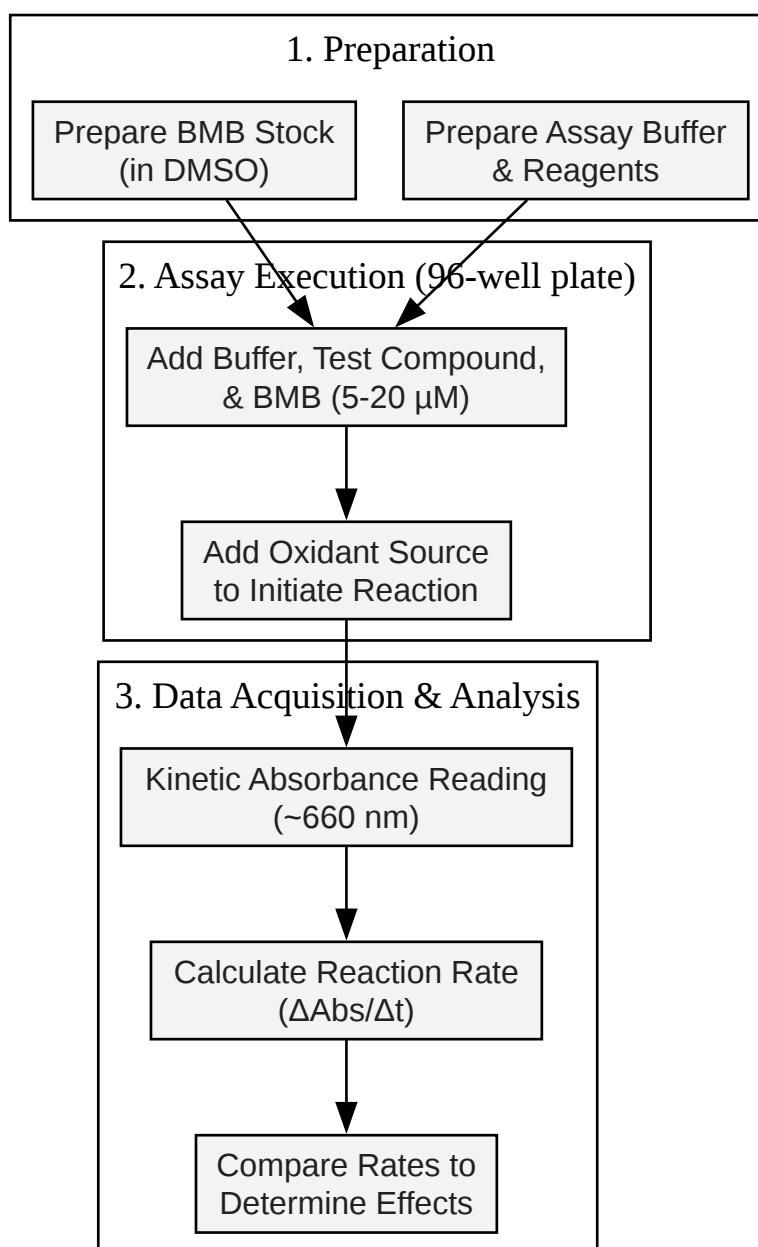 1. Preparation
Prepare BMB Stock
(in DMSO)
Prepare Assay Buffer
& Reagents
2. Assay Execution (96-well plate)
Add Buffer, Test Compound,
& BMB (5-20 µM)
Add Oxidant Source
to Initiate Reaction
3. Data Acquisition & Analysis
Kinetic Absorbance Reading
(~660 nm)
Calculate Reaction Rate
(ΔAbs/Δt)
Compare Rates to
Determine Effects